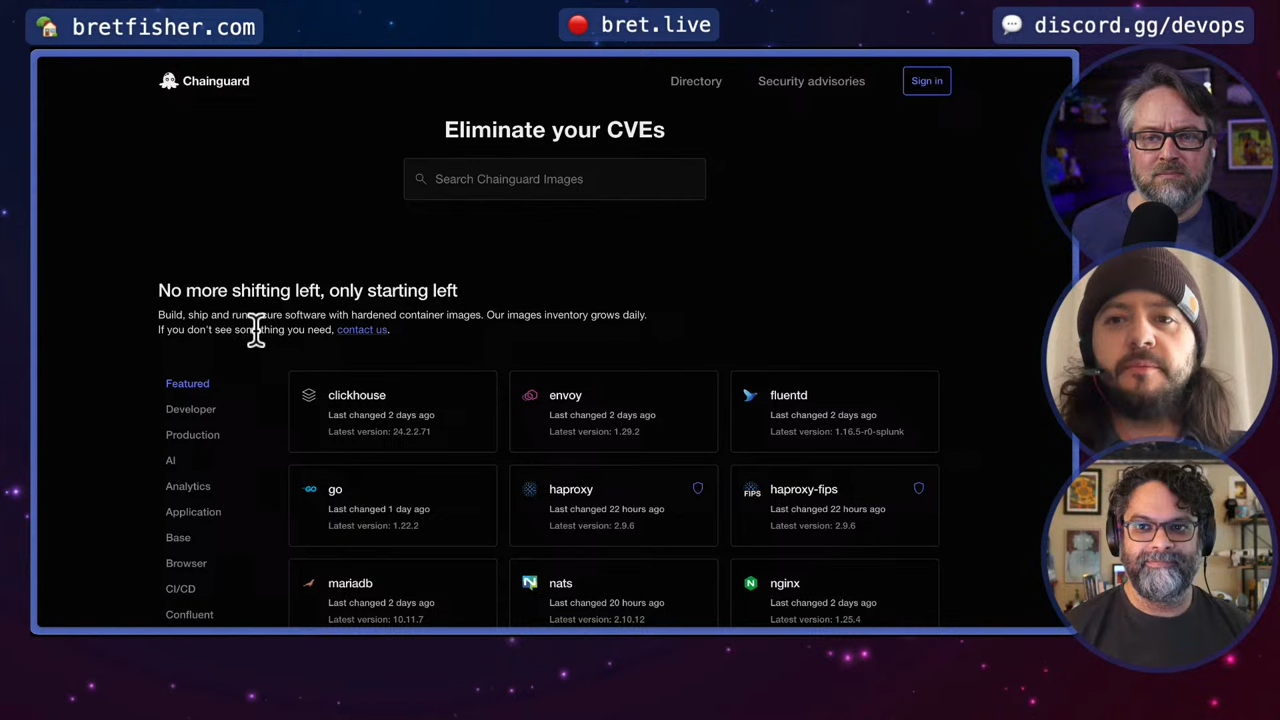 bretfisher.com
bret.live
discord.gg/devops
Chainguard
Directory
Security advisories
Sign in
Eliminate your CVEs
Search Chainguard Images
No more shifting left, only starting left
Build, ship and run secure software with hardened container images. Our images inventory grows daily.
If you don't see something you need, contact us.
Featured
Developer
Production
AI
Analytics
Application
Base
Browser
CI/CD
Confluent
clickhouse
Last changed 2 days ago
Latest version: 24.2.2.71
envoy
Last changed 2 days ago
Latest version: 1.29.2
fluentd
Last changed 2 days ago
Latest version: 1.16.5-r0-splunk
GO
go
Last changed 1 day ago
Latest version: 1.22.2
haproxy
Last changed 22 hours ago
Latest version: 2.9.6
FIPS
haproxy-fips
Last changed 22 hours ago
Latest version: 2.9.6
mariadb
Last changed 2 days ago
Latest version: 10.11.7
N
nats
Last changed 20 hours ago
Latest version: 2.10.12
N
nginx
Last changed 2 days ago
Latest version: 1.25.4